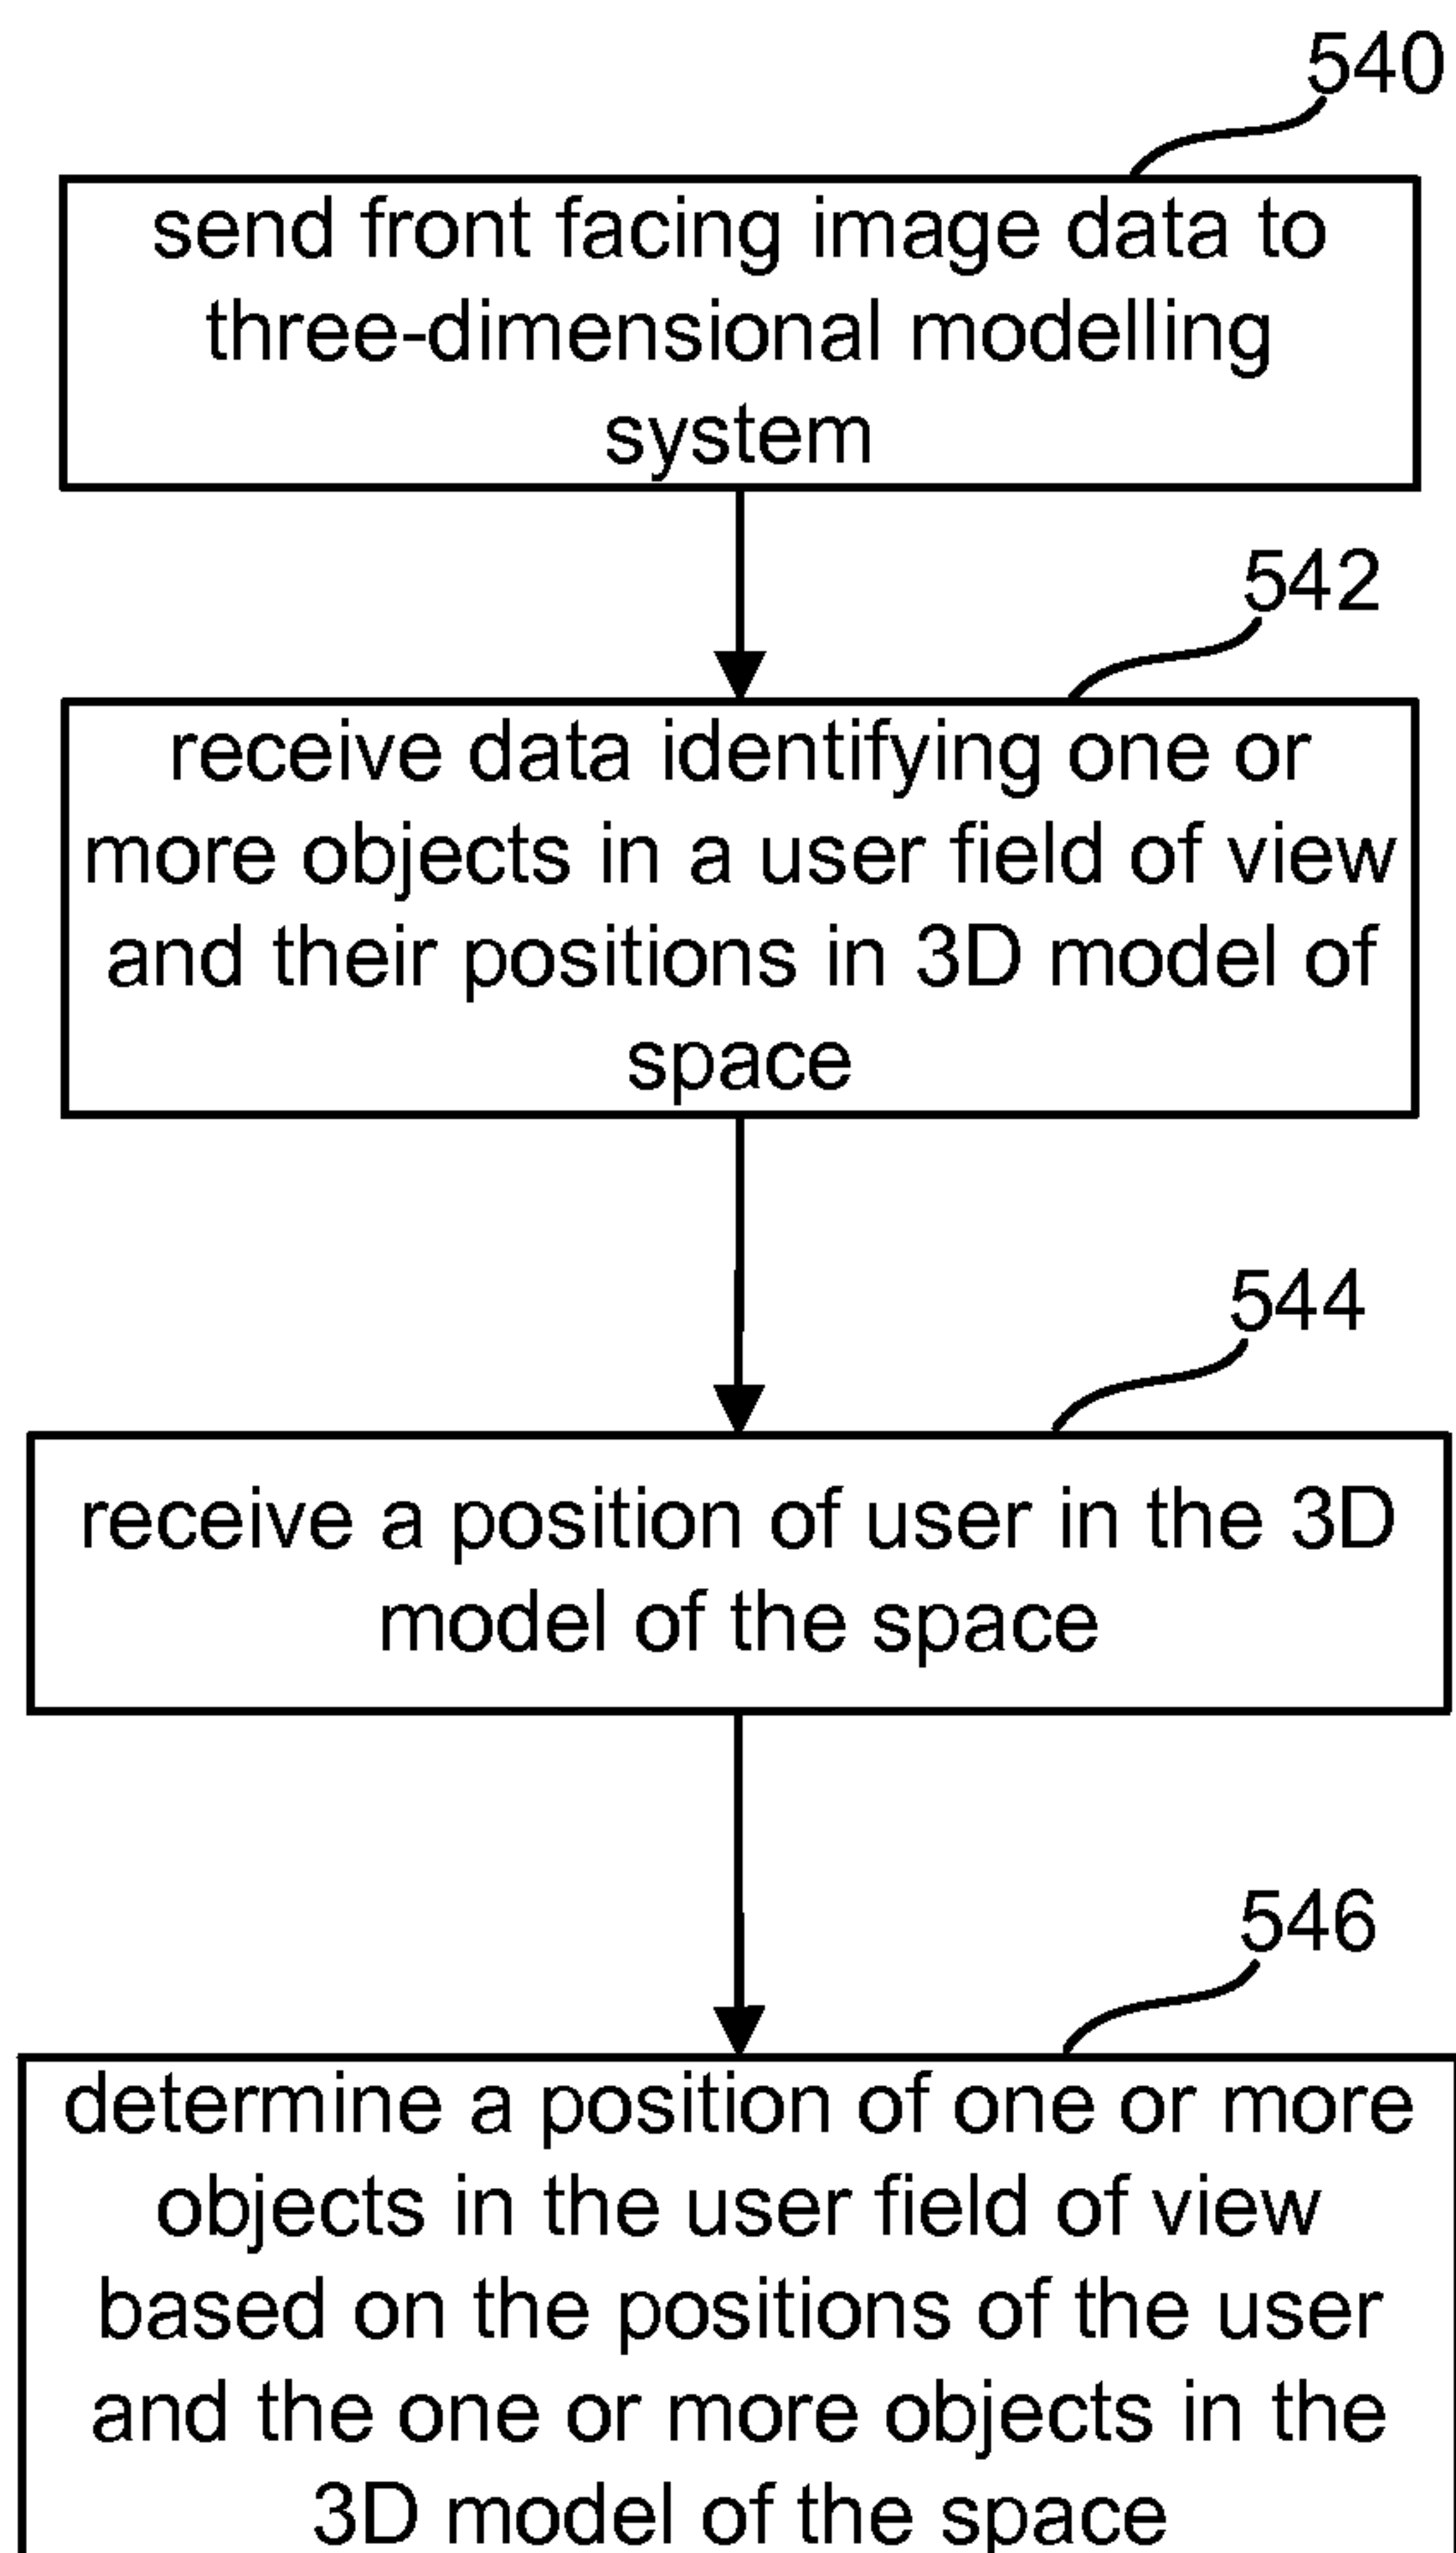 540
send front facing image data to
three-dimensional modelling
system
542
receive data identifying one or
more objects in a user field of view
and their positions in 3D model of
space
544
receive a position of user in the 3D
model of the space
546
determine a position of one or more
objects in the user field of view
based on the positions of the user
and the one or more objects in the
3D model of the space